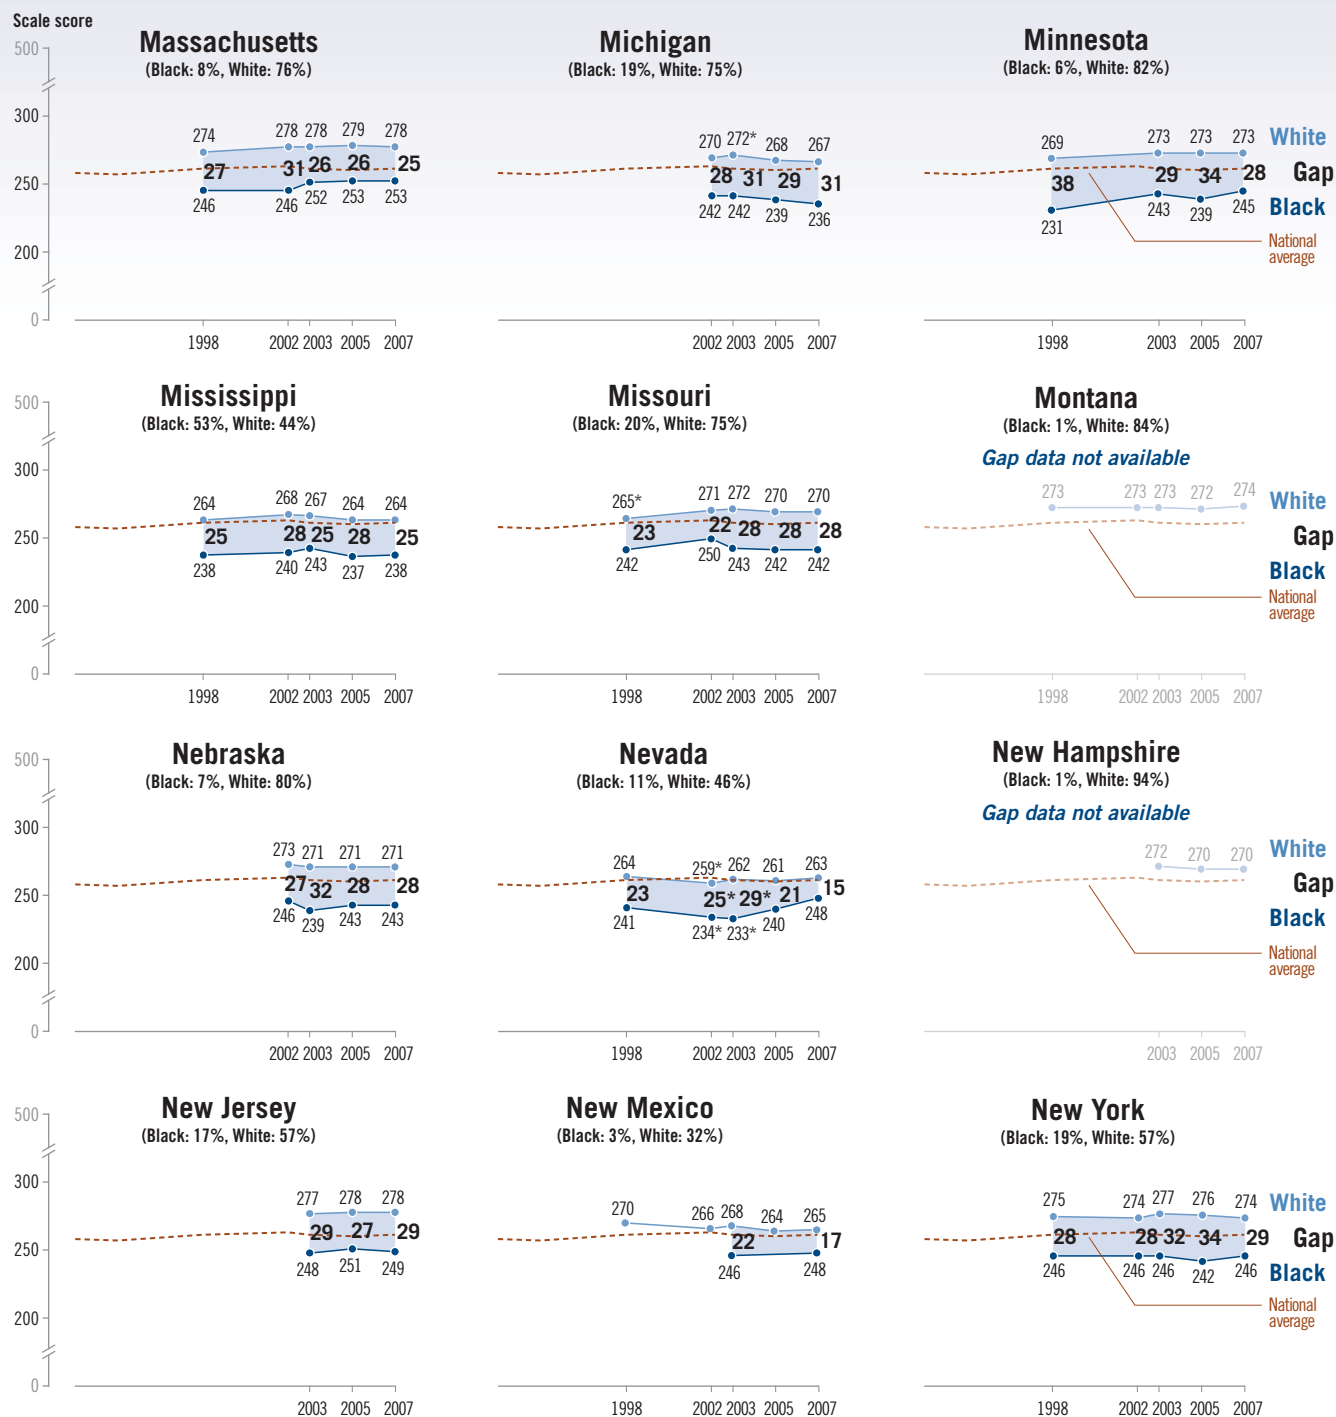 Scale score
Massachusetts
(Black: 8%, White: 76%)
500
300
250
200
0
274
278 278 279 278
27
31 26 26 25
246
246 252 253 253
1998 2002 2003 2005 2007
Michigan
(Black: 19%, White: 75%)
270 272* 268 267
28 31 29 31
242 242 239 236
2002 2003 2005 2007
Minnesota
(Black: 6%, White: 82%)
269 273 273 273
38 29 34 28
231 243 239 245
1998 2003 2005 2007
White
Gap
Black
National
average
Mississippi
(Black: 53%, White: 44%)
500
300
250
200
0
264 268 267 264 264
25 28 25 28 25
238 240 243 237 238
1998 2002 2003 2005 2007
Missouri
(Black: 20%, White: 75%)
265* 271 272 270 270
23 22 28 28 28
242 250 243 242 242
1998 2002 2003 2005 2007
Montana
(Black: 1%, White: 84%)
Gap data not available
273 273 273 272 274
1998 2002 2003 2005 2007
White
Gap
Black
National
average
Nebraska
(Black: 7%, White: 80%)
500
300
250
200
0
273 271 271 271
27 32 28 28
246 239 243 243
2002 2003 2005 2007
Nevada
(Black: 11%, White: 46%)
264 259* 262 261 263
23 25* 29* 21 15
241 234* 233* 240 248
1998 2002 2003 2005 2007
New Hampshire
(Black: 1%, White: 94%)
Gap data not available
272 270 270
2003 2005 2007
White
Gap
Black
National
average
New Jersey
(Black: 17%, White: 57%)
500
300
250
200
0
277 278 278
29 27 29
248 251 249
2003 2005 2007
New Mexico
(Black: 3%, White: 32%)
270 266 268 264 265
22 17
246 248
1998 2002 2003 2005 2007
New York
(Black: 19%, White: 57%)
275 274 277 276 274
28 28 32 34 29
246 246 246 242 246
1998 2002 2003 2005 2007
White
Gap
Black
National
average